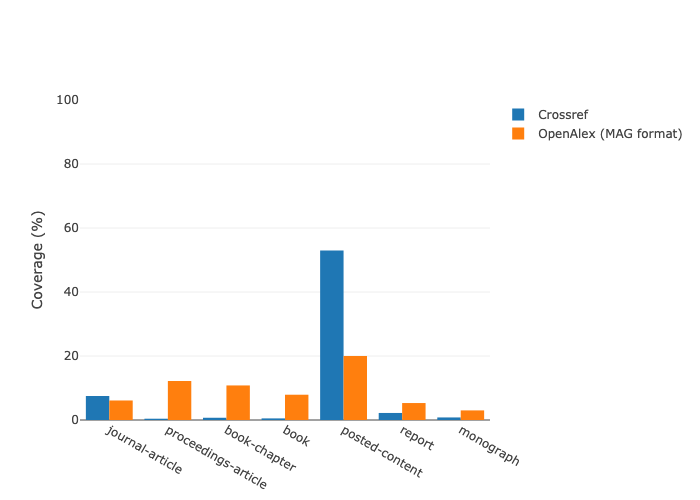 Crossref
OpenAlex (MAG format)
Coverage (%)
100
80
60
40
20
0
journal-article
proceedings-article
book-chapter
book
posted-content
report
monograph